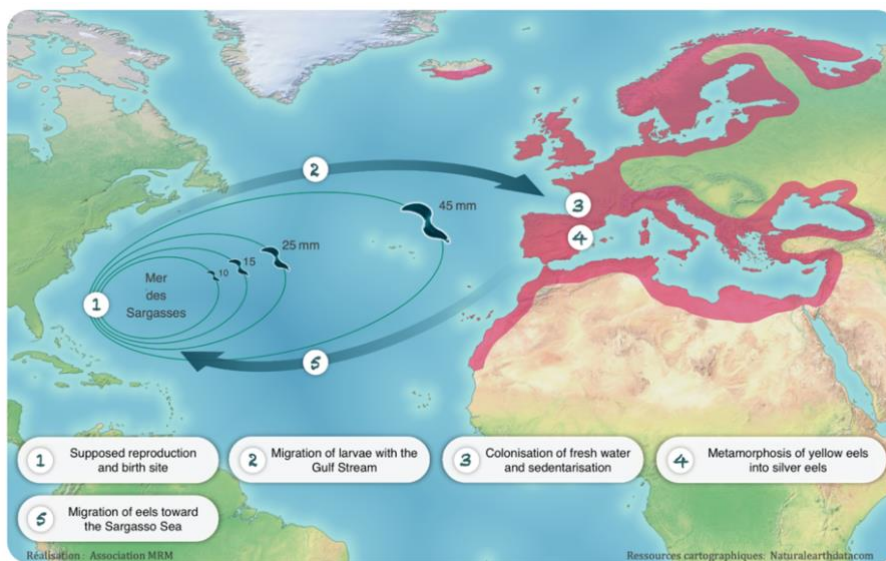 2
45 mm
3
25 mm
4
15
10
Mer
des
Sargasses
1
5
1 Supposed reproduction
and birth site
2 Migration of larvae with the
Gulf Stream
3 Colonisation of fresh water
and sedentarisation
4 Metamorphosis of yellow eels
into silver eels
5 Migration of eels toward
the Sargasso Sea
Réalisation : Association MRM
Ressources cartographiques: Naturalearthdatacom